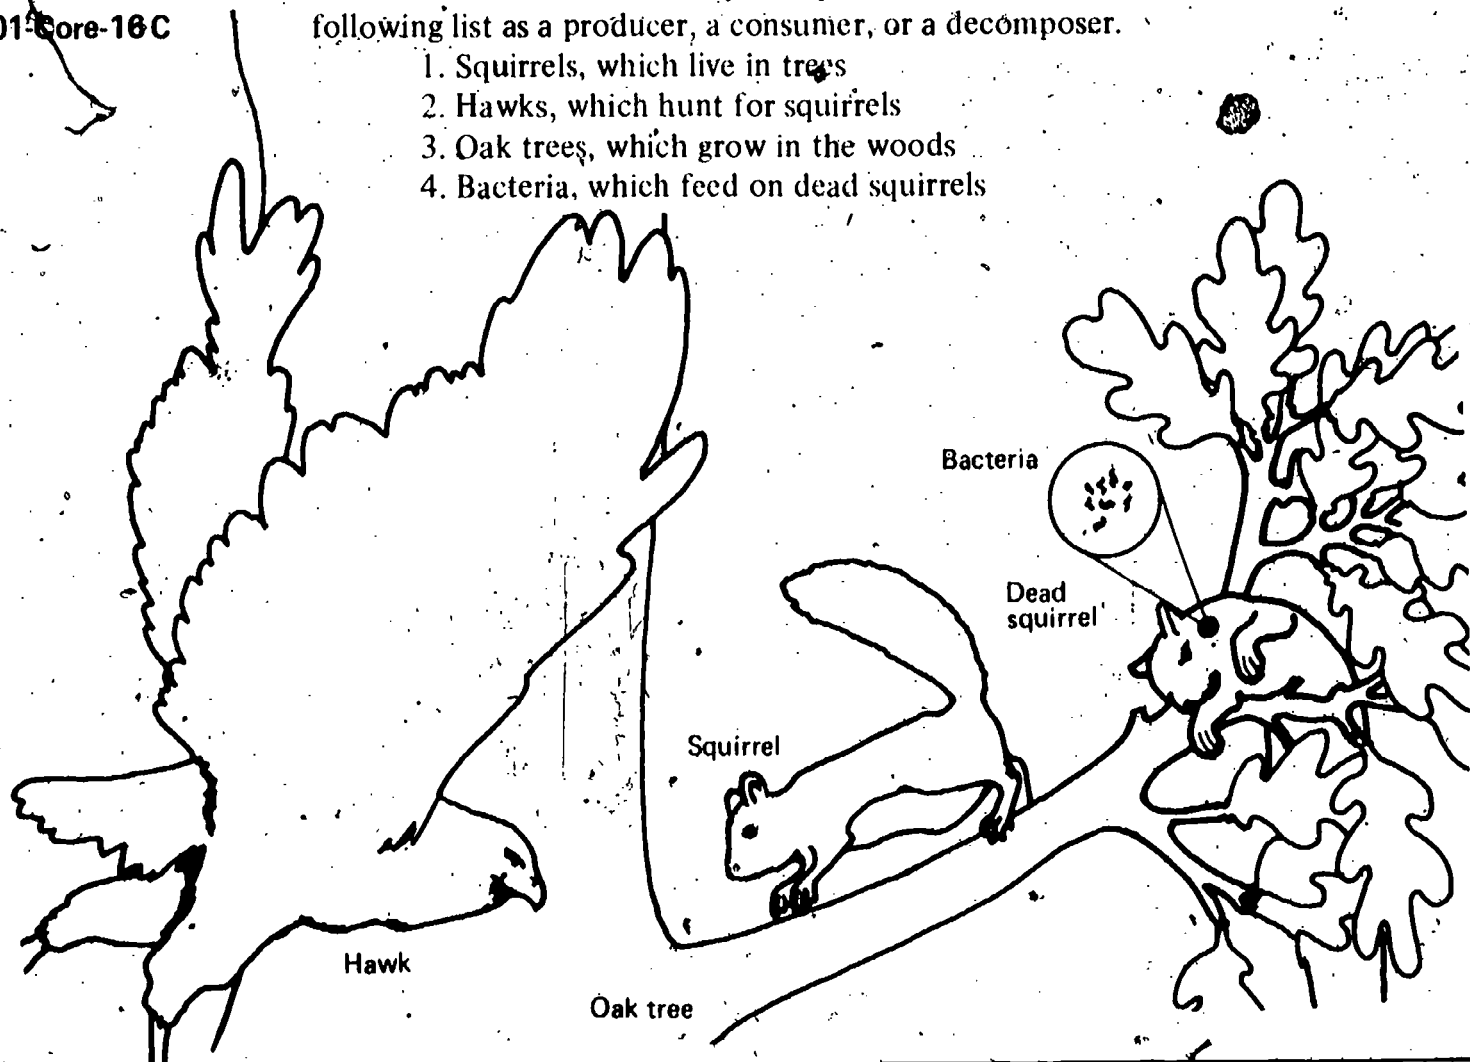 01-Core-16C
following list as a producer, a consumer, or a decomposer.
1. Squirrels, which live in trees
2. Hawks, which hunt for squirrels
3. Oak trees, which grow in the woods
4. Bacteria, which feed on dead squirrels
Bacteria
Dead
squirrel
Squirrel
Hawk
Oak tree